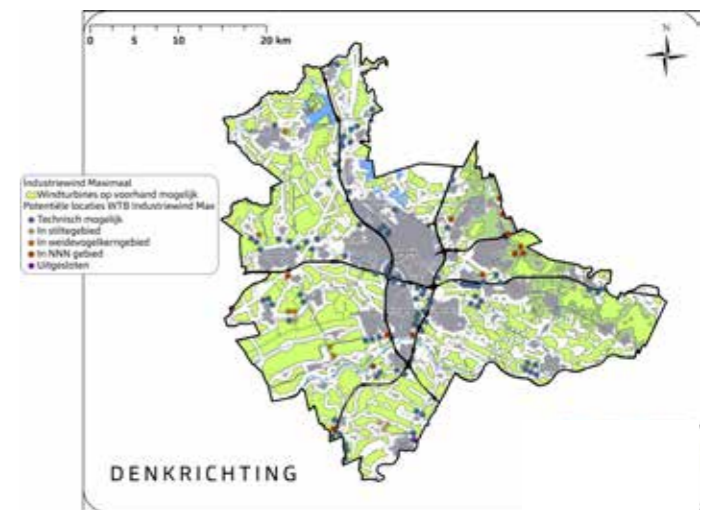 0 5 10 20 km
N
Industriewind Maximaal
Windturbines op voorhand mogelijk
Potentiële locaties WTB Industriewind Max
Technisch mogelijk
In stiltegebied
In weidevogelkerngebied
In NNN gebied
Uitgesloten
DENKRICHTING